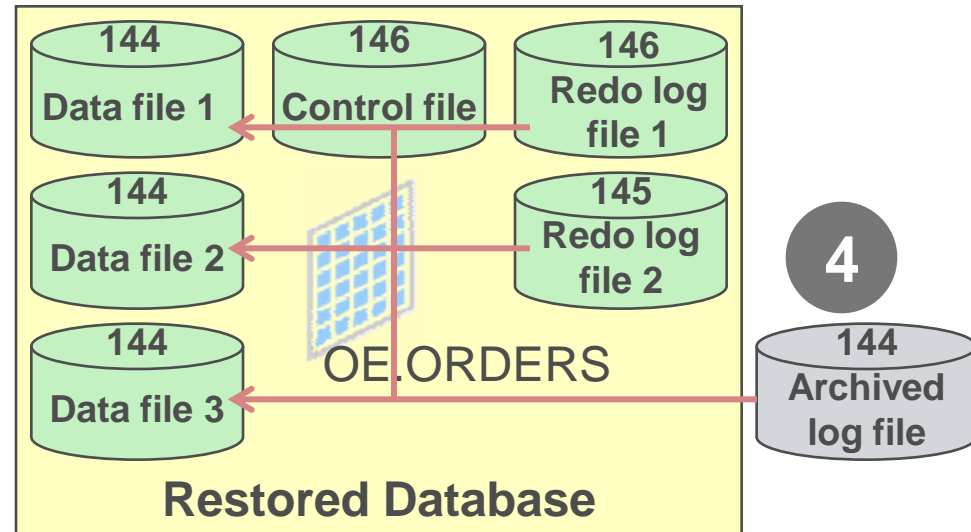 144
Data file 1
146
Control file
146
Redo log
file 1
144
Data file 2
145
Redo log
file 2
4
144
Data file 3
OE.ORDERS
144
Archived
log file
Restored Database